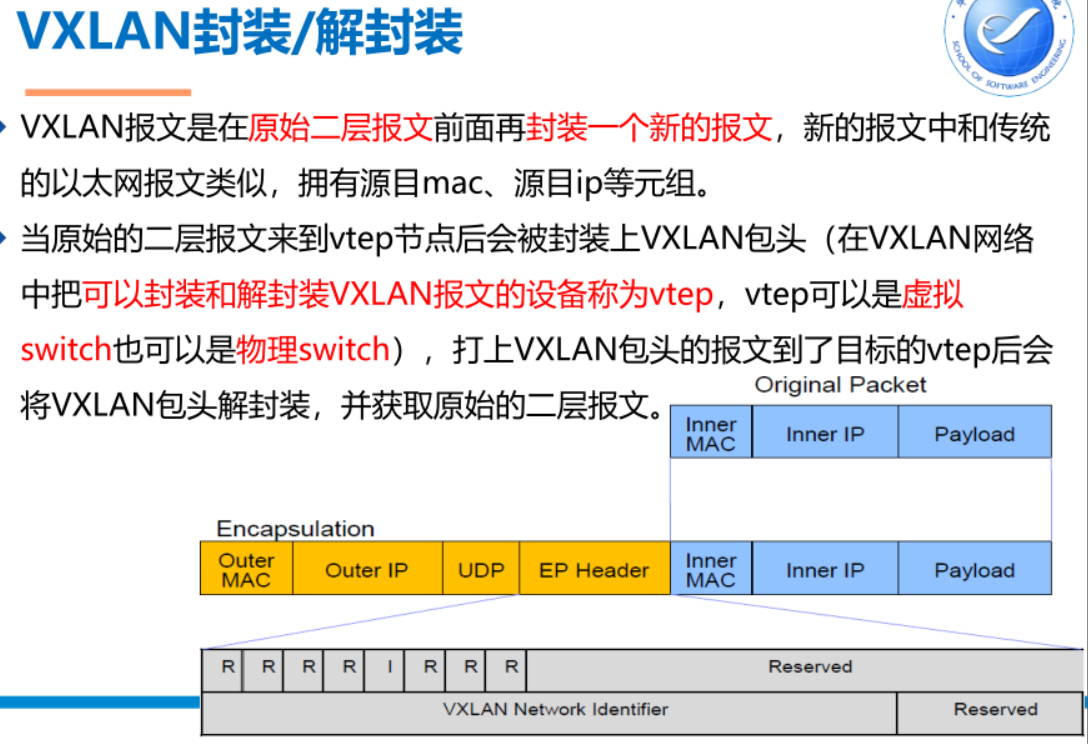 VXLAN封装/解封装
SCHOOL OF SOFTWARE ENGINEERING
VXLAN报文是在原始二层报文前面再封装一个新的报文，新的报文中和传统
的以太网报文类似，拥有源目mac、源目ip等元组。
当原始的二层报文来到vtep节点后会被封装上VXLAN包头（在VXLAN网络
中把可以封装和解封装VXLAN报文的设备称为vtep，vtep可以是虚拟
switch也可以是物理switch），打上VXLAN包头的报文到了目标的vtep后会
将VXLAN包头解封装，并获取原始的二层报文。
Original Packet
Inner MAC Inner IP Payload
Encapsulation
Outer MAC Outer IP UDP EP Header Inner MAC Inner IP Payload
R R R R I R R R Reserved
VXLAN Network Identifier Reserved